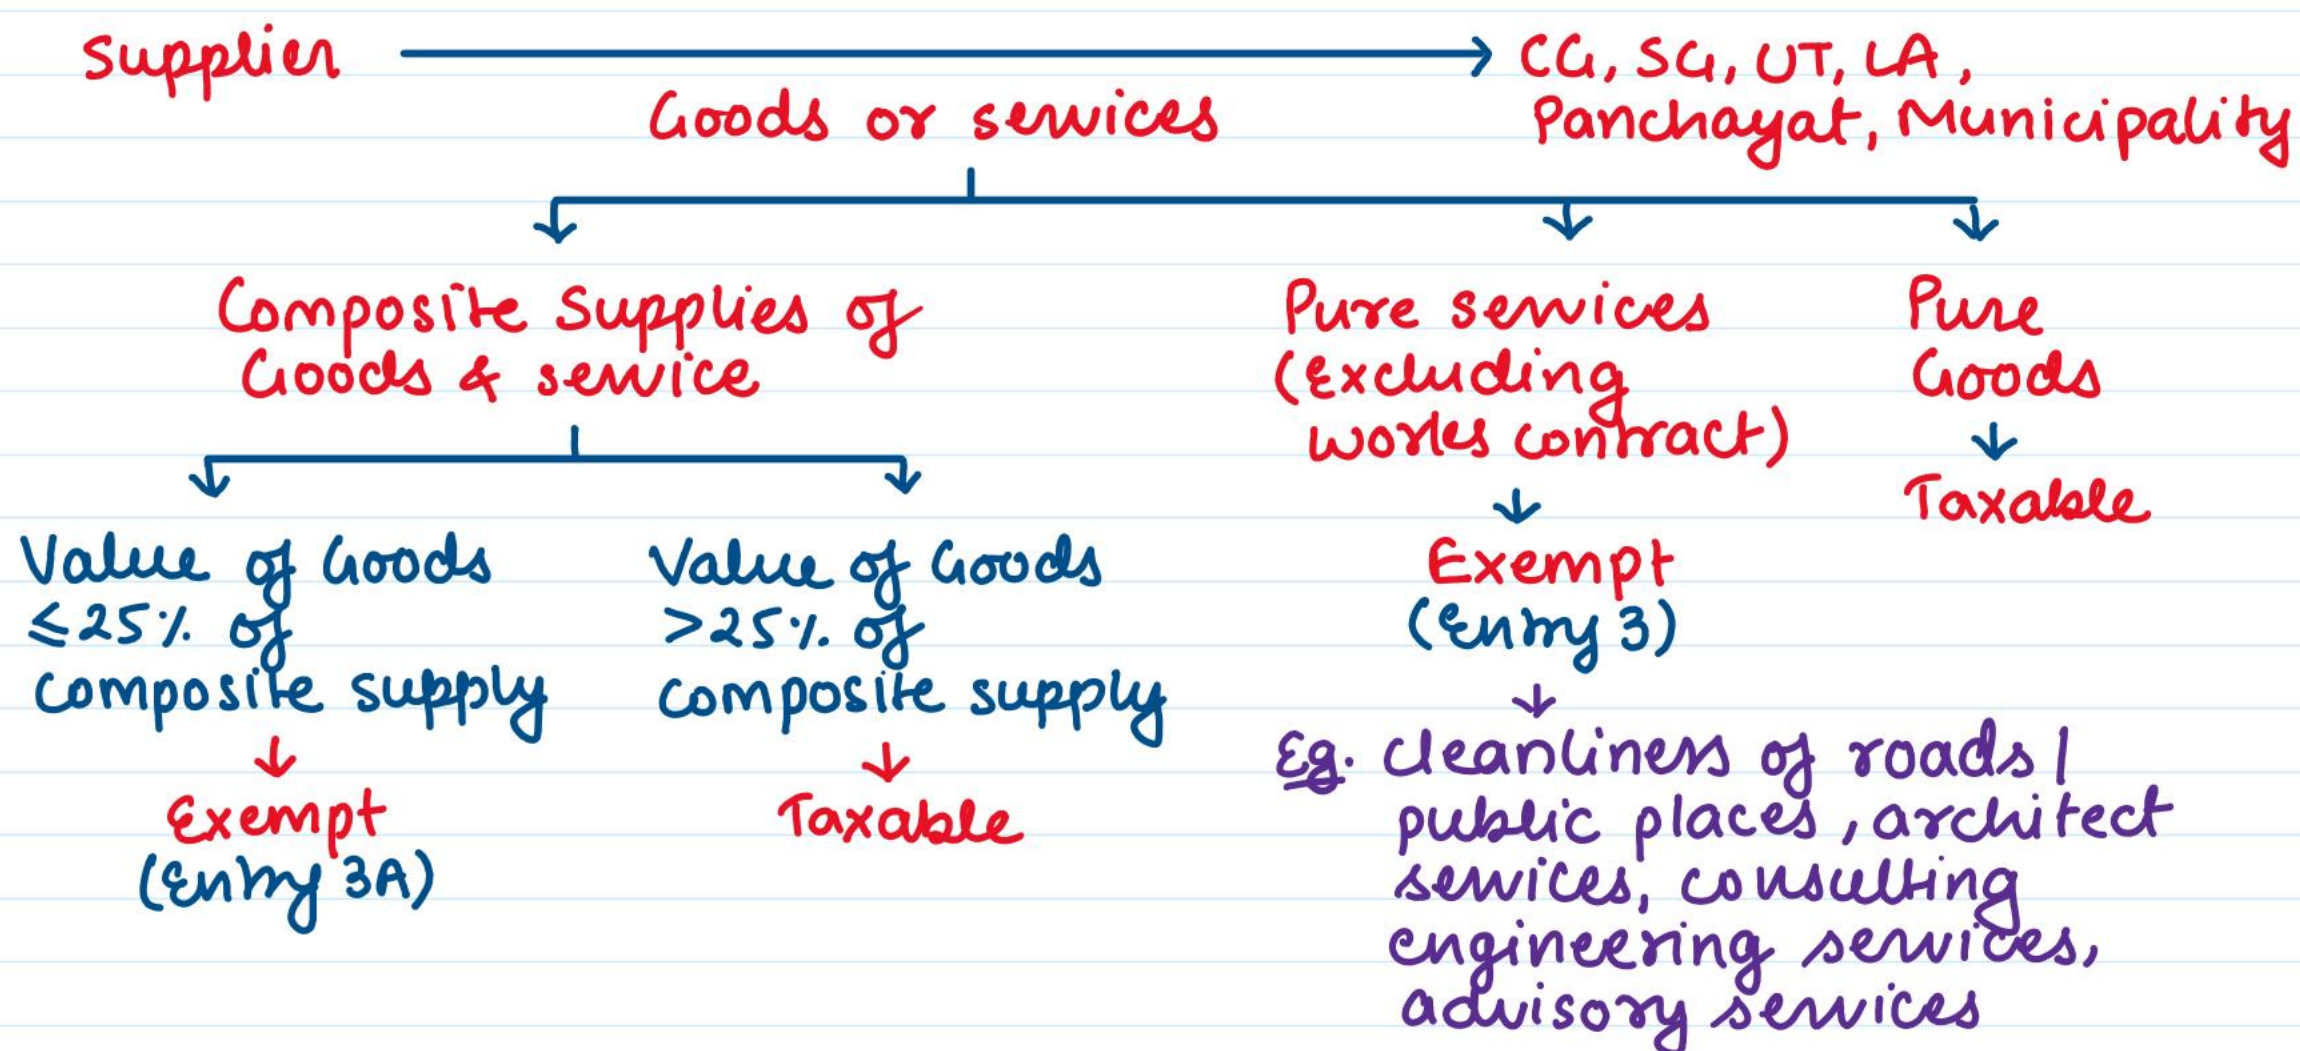 Supplier
CG, SG, UT, LA,
Panchayat, Municipality
Goods or services
Composite Supplies of
Goods & service
Pure services
(excluding
works contract)
Pure
Goods
Taxable
Value of Goods
≤25% of
composite supply
Exempt
(Entry 3A)
Value of Goods
>25% of
composite supply
Taxable
Exempt
(Entry 3)
Eg. cleanliness of roads/
public places, architect
services, consulting
engineering services,
advisory services